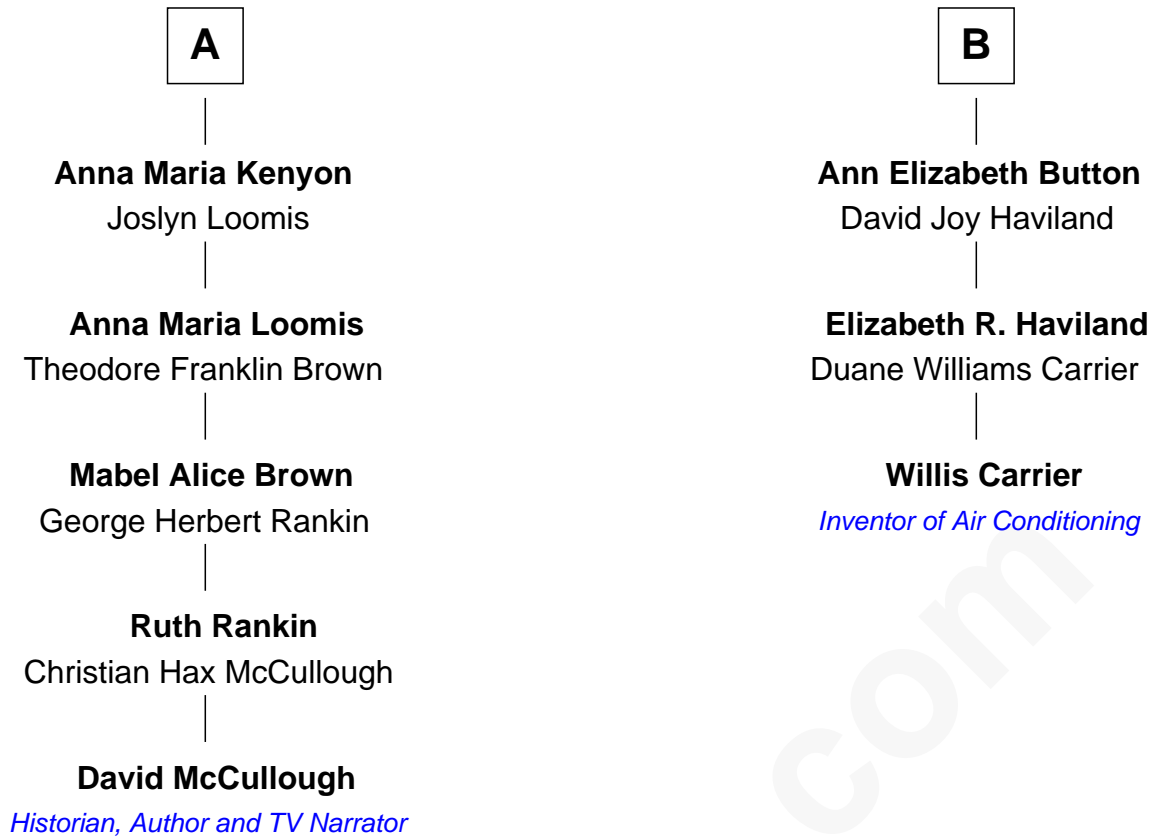 A
Anna Maria Kenyon
Joslyn Loomis
Anna Maria Loomis
Theodore Franklin Brown
Mabel Alice Brown
George Herbert Rankin
Ruth Rankin
Christian Hax McCullough
David McCullough
Historian, Author and TV Narrator
B
Ann Elizabeth Button
David Joy Haviland
Elizabeth R. Haviland
Duane Williams Carrier
Willis Carrier
Inventor of Air Conditioning
com